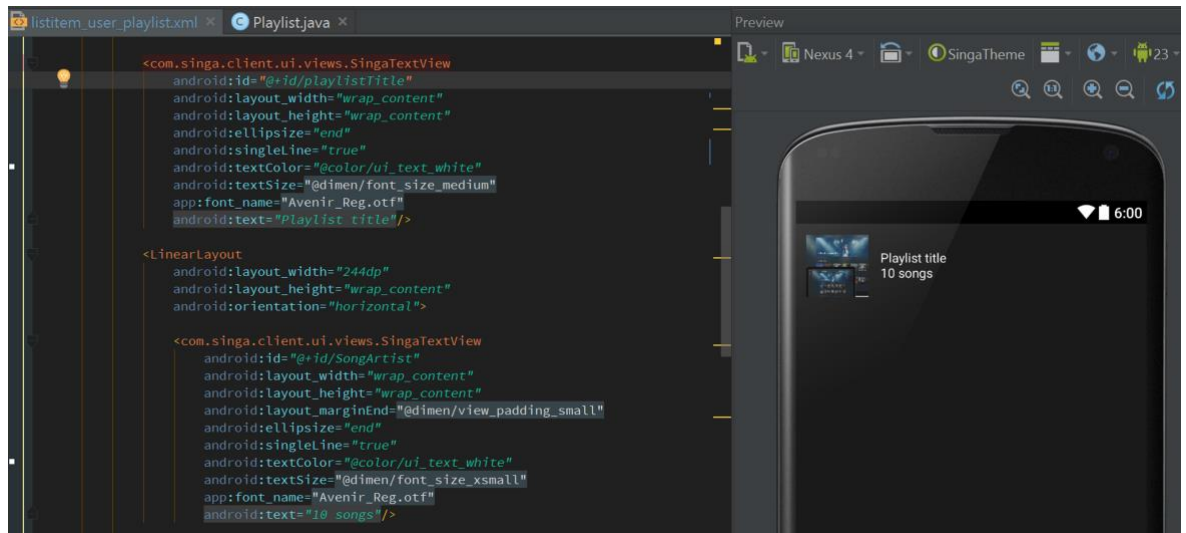 listitem_user_playlist.xml
Playlist.java
Preview
Nexus 4
SingaTheme
23
<com.singa.client.ui.views.SingaTextView
android:id="@+id/playlistTitle"
android:layout_width="wrap_content"
android:layout_height="wrap_content"
android:ellipsize="end"
android:singleLine="true"
android:textColor="@color/ui_text_white"
android:textSize="@dimen/font_size_medium"
app:font_name="Avenir_Reg.otf"
android:text="Playlist title"/>
<LinearLayout
android:layout_width="244dp"
android:layout_height="wrap_content"
android:orientation="horizontal">
<com.singa.client.ui.views.SingaTextView
android:id="@+id/SongArtist"
android:layout_width="wrap_content"
android:layout_height="wrap_content"
android:layout_marginEnd="@dimen/view_padding_small"
android:ellipsize="end"
android:singleLine="true"
android:textColor="@color/ui_text_white"
android:textSize="@dimen/font_size_xsmall"
app:font_name="Avenir_Reg.otf"
android:text="10 songs"/>
6:00
Playlist title
10 songs